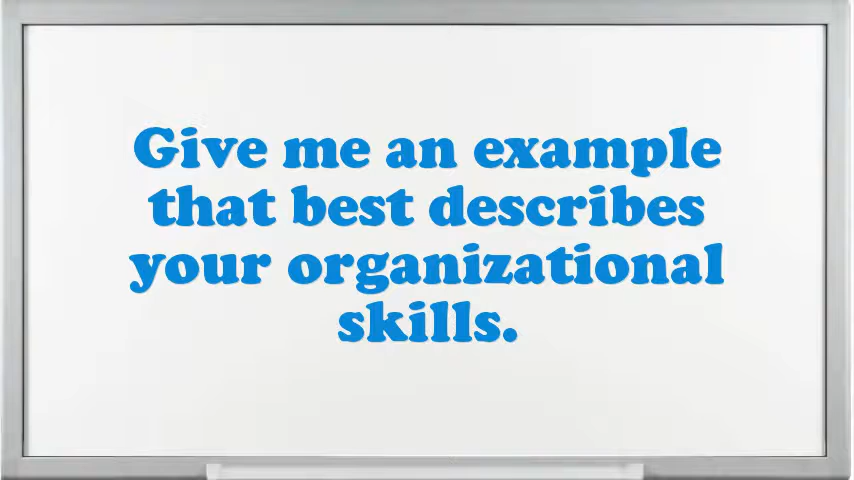 Give me an example
that best describes
your organizational
skills.